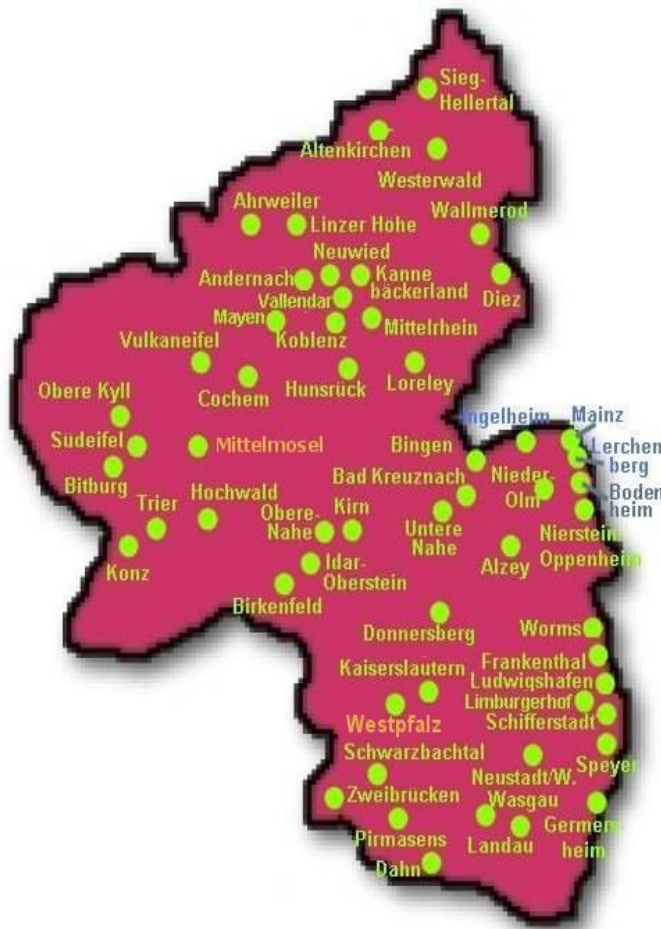 Sieg-
Hellertal
Altenkirchen
Westerwald
Ahrweiler
Linzer Höhe
Wallmerod
Neuwied
Andernach
Kanne
bäckerland
Diez
Vallendar
Mayen
Koblenz
Mittelrhein
Vulkaneifel
Cochem
Hunsrück
Loreley
Obere Kyll
Ingelheim
Mainz
Südeifel
Mittelmosel
Bingen
Lerchen
berg
Bitburg
Bad Kreuznach
Nieder-
Olm
Boden
heim
Trier
Hochwald
Obere-
Nahe
Kirn
Untere
Nahe
Nierstein
Oppenheim
Konz
Idar-
Oberstein
Alzey
Birkenfeld
Donnersberg
Worms
Kaiserslautern
Frankenthal
Ludwigshafen
Limburgerhof
Westpfalz
Schifferstadt
Schwarzbachtal
Speyer
Neustadt/W.
Zweibrücken
Wasgau
Pirmasens
Landau
Germers
heim
Dahn